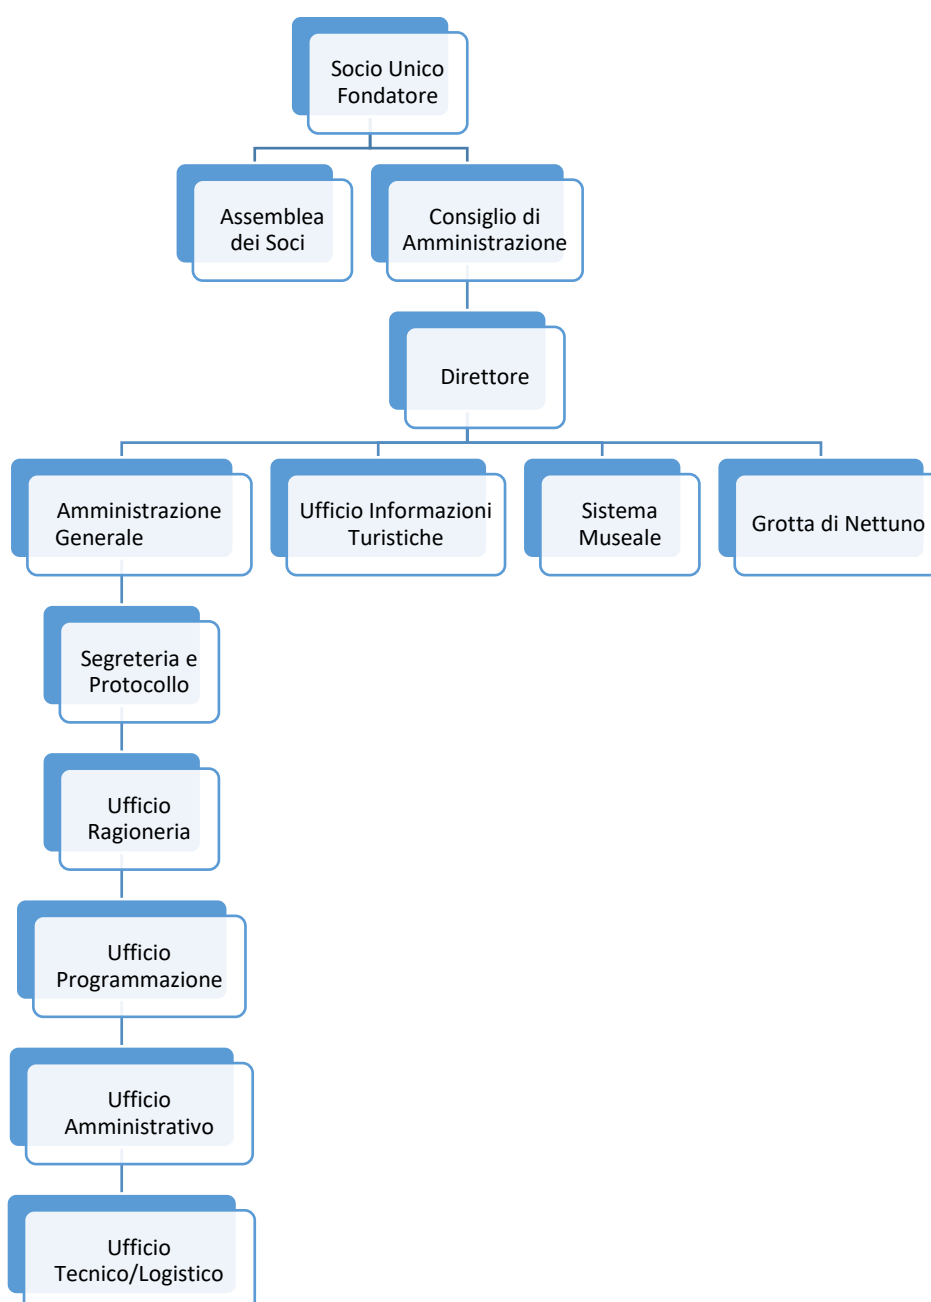 Socio Unico
Fondatore
Assemblea
dei Soci
Consiglio di
Amministrazione
Direttore
Amministrazione
Generale
Ufficio Informazioni
Turistiche
Sistema
Museale
Grotta di Nettuno
Segreteria e
Protocollo
Ufficio
Ragioneria
Ufficio
Programmazione
Ufficio
Amministrativo
Ufficio
Tecnico/Logistico